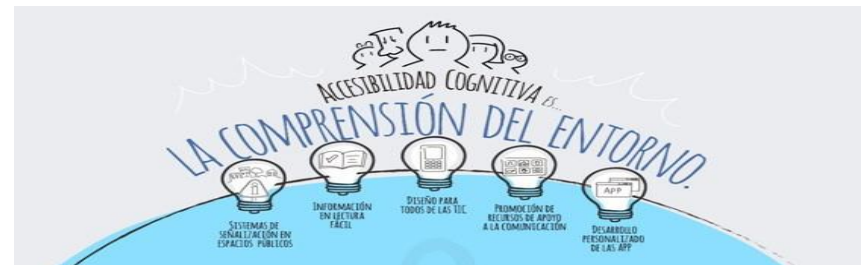 ACCESIBILIDAD COGNITIVA ES...
LA COMPRENSIÓN DEL ENTORNO.
SISTEMAS DE
SEÑALIZACIÓN EN
ESPACIOS PÚBLICOS
INFORMACIÓN
EN LECTURA
FÁCIL
DISEÑO PARA
TODOS DE LAS TIC
PROMOCIÓN DE
RECURSOS DE APOYO
A LA COMUNICACIÓN
APP
DESARROLLO
PERSONALIZADO
DE LAS APP